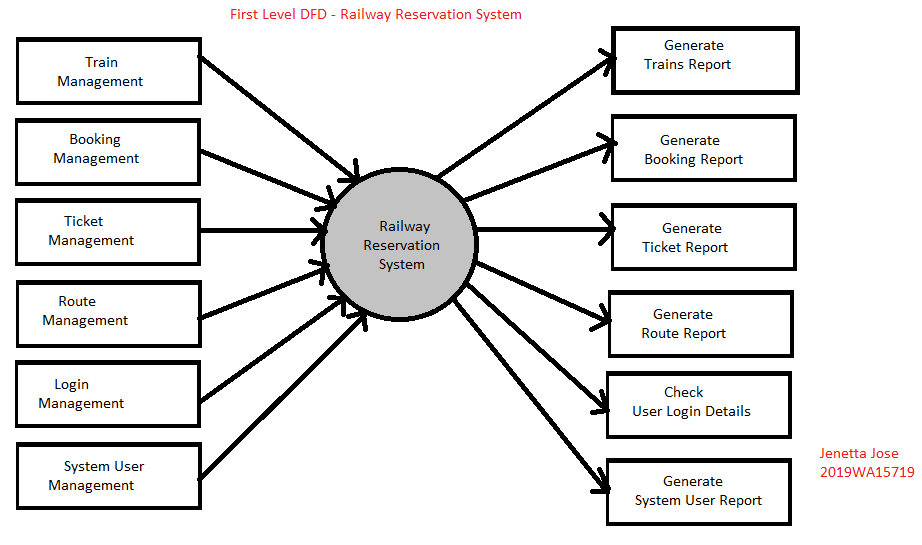 First Level DFD - Railway Reservation System
Train
Management
Booking
Management
Ticket
Management
Route
Management
Login
Management
System User
Management
Railway
Reservation
System
Generate
Trains Report
Generate
Booking Report
Generate
Ticket Report
Generate
Route Report
Check
User Login Details
Generate
System User Report
Jenetta Jose
2019WA15719